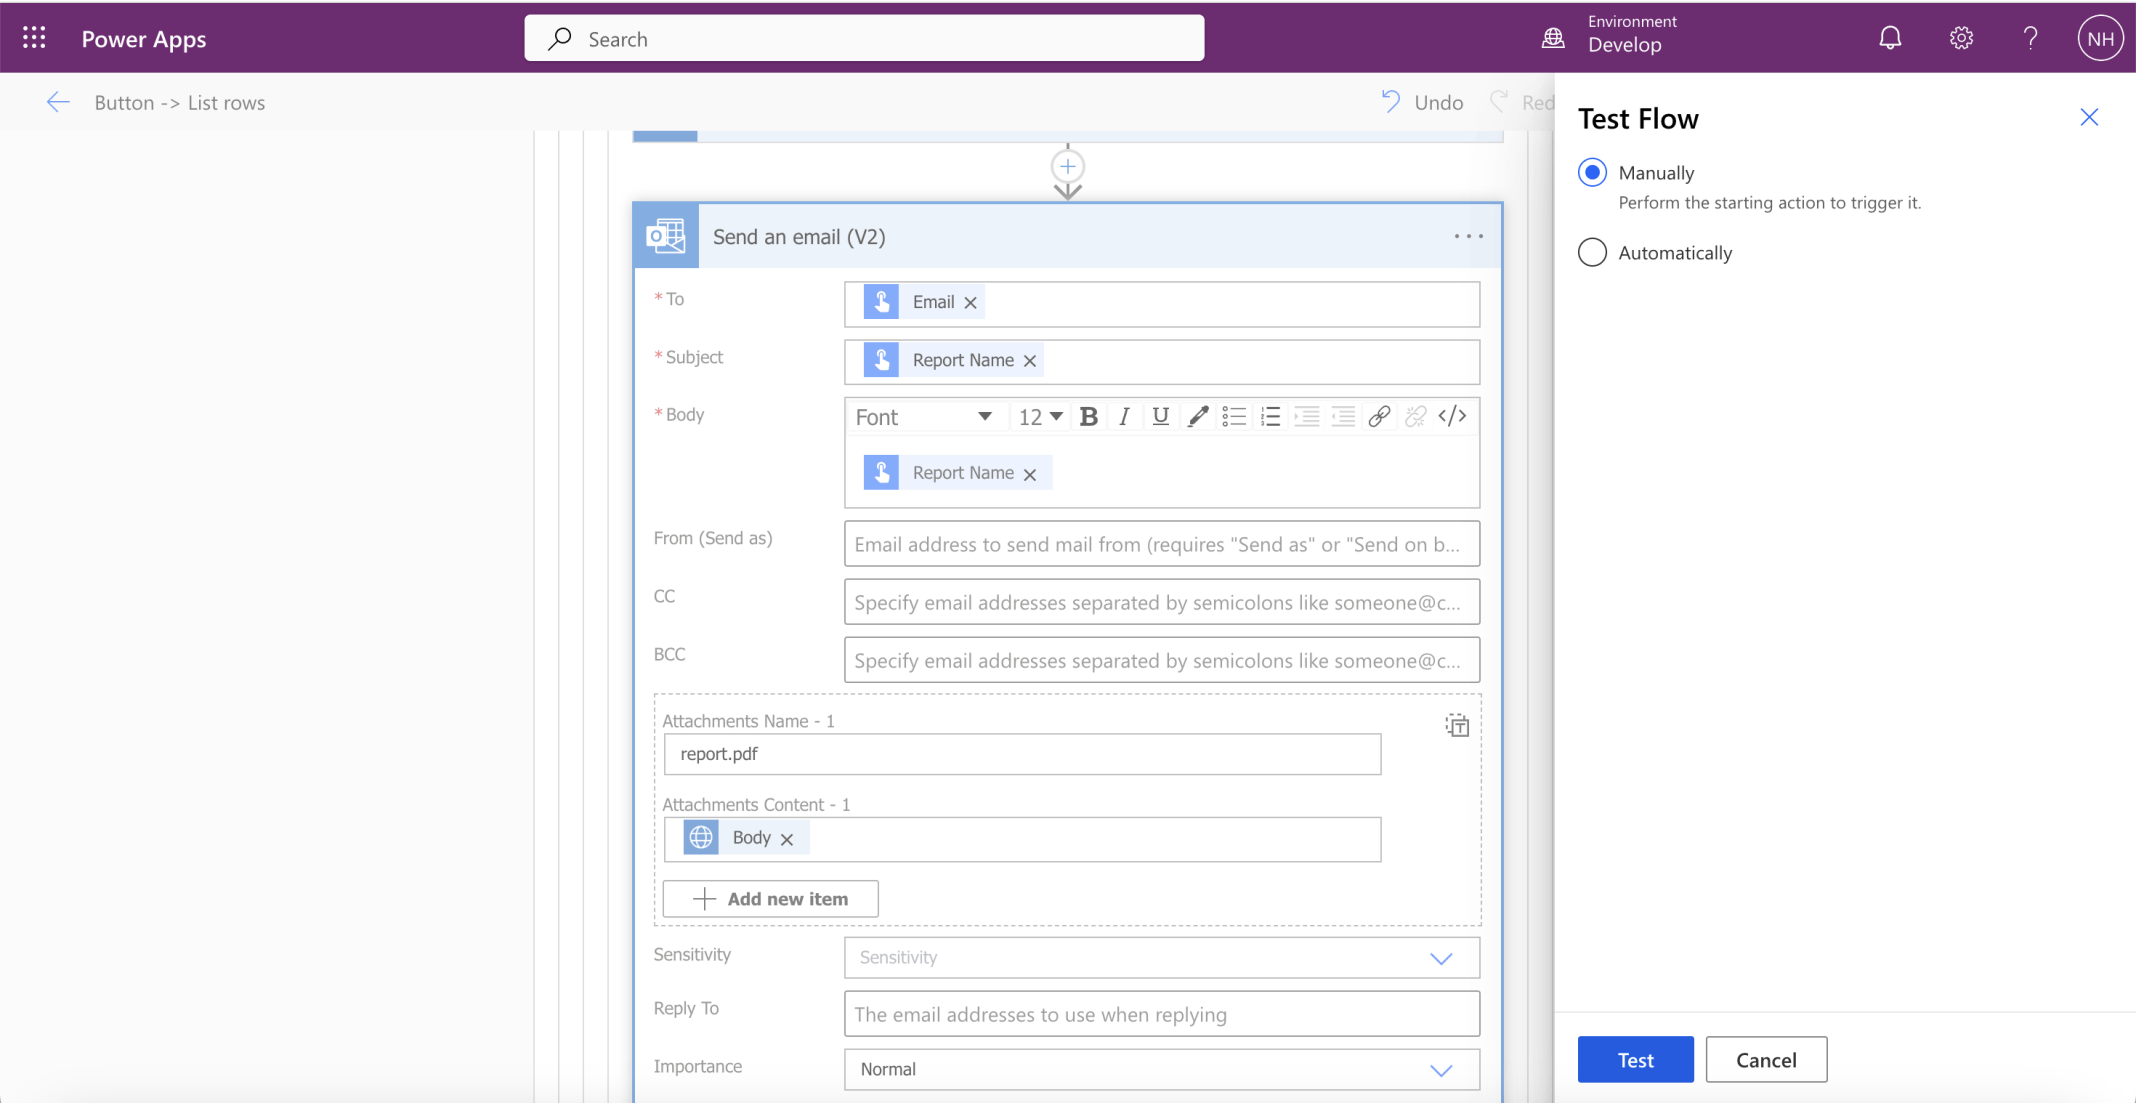 Power Apps
Search
Environment
Develop
?
NH
Button -> List rows
Undo
Red
Send an email (V2)
...
* To
Email ×
* Subject
Report Name ×
* Body
Font
12
B
I
U
</>
Report Name ×
From (Send as)
Email address to send mail from (requires "Send as" or "Send on b...
CC
Specify email addresses separated by semicolons like someone@c...
BCC
Specify email addresses separated by semicolons like someone@c...
Attachments Name - 1
report.pdf
Attachments Content - 1
Body ×
+ Add new item
Sensitivity
Sensitivity
Reply To
The email addresses to use when replying
Importance
Normal
Test Flow
Manually
Perform the starting action to trigger it.
Automatically
Test
Cancel